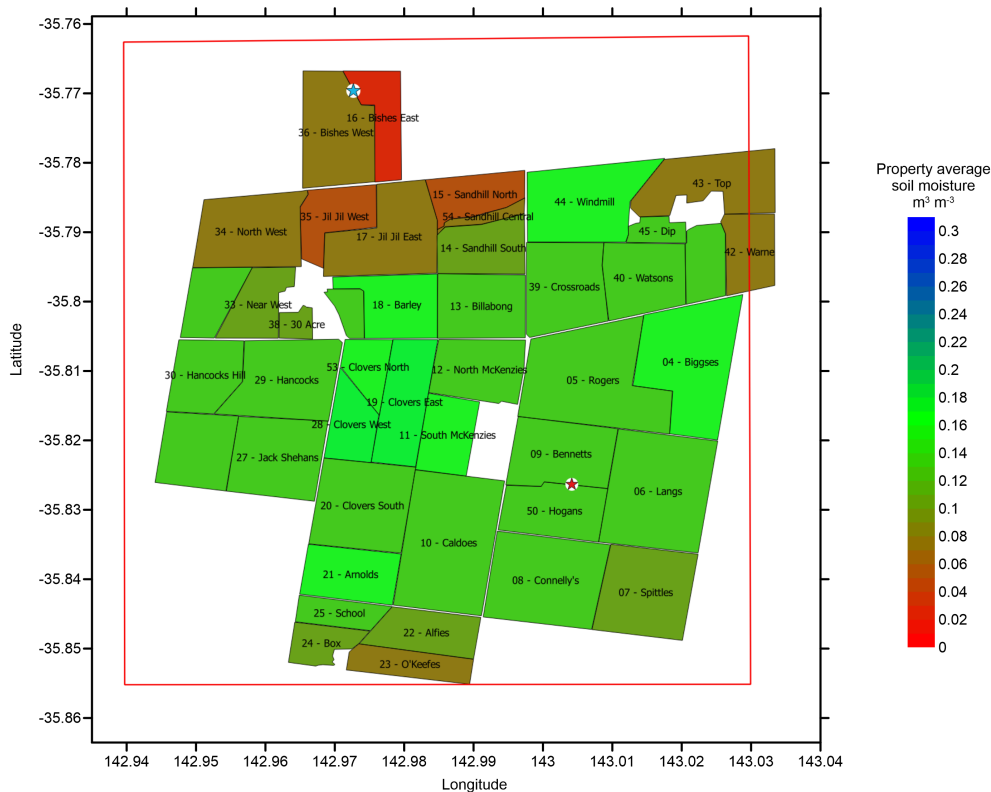 -35.76
-35.77
-35.78
-35.79
-35.8
-35.81
-35.82
-35.83
-35.84
-35.85
-35.86
Latitude
142.94 142.95 142.96 142.97 142.98 142.99 143 143.01 143.02 143.03 143.04
Longitude
16 - Bishes East
36 - Bishes West
43 - Top
15 - Sandhill North
44 - Windmill
35 - Jil Jil West
54 - Sandhill Central
34 - North West
17 - Jil Jil East
45 - Dip
14 - Sandhill South
42 - Warne
40 - Watsons
39 - Crossroads
33 - Near West
18 - Barley
13 - Billabong
38 - 30 Acre
04 - Biggses
53 - Clovers North
12 - North McKenzies
30 - Hancocks Hill
29 - Hancocks
05 - Rogers
19 - Clovers East
28 - Clovers West
11 - South McKenzies
09 - Bennetts
27 - Jack Shehans
06 - Langs
20 - Clovers South
50 - Hogans
10 - Caldoes
21 - Arnolds
08 - Connelly's
07 - Spittles
25 - School
22 - Alfies
24 - Box
23 - O'Keefes
Property average
soil moisture
m³ m⁻³
0.3
0.28
0.26
0.24
0.22
0.2
0.18
0.16
0.14
0.12
0.1
0.08
0.06
0.04
0.02
0